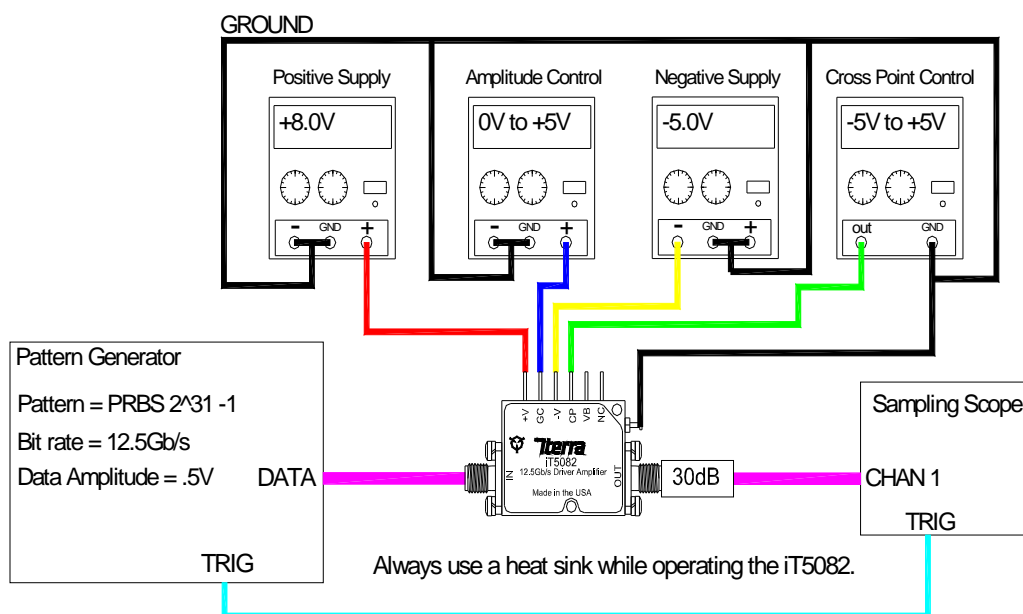 GROUND
Positive Supply
Amplitude Control
Negative Supply
Cross Point Control
+8.0V
0V to +5V
-5.0V
-5V to +5V
- GND +
- GND +
- GND +
out GND
Pattern Generator
Pattern = PRBS 2^31 -1
Bit rate = 12.5Gb/s
Data Amplitude = .5V
DATA
TRIG
+V GC -V CP VB NC
iterra
iT5082
12.5Gb/s Driver Amplifier
IN
OUT
Made in the USA
30dB
Sampling Scope
CHAN 1
TRIG
Always use a heat sink while operating the iT5082.